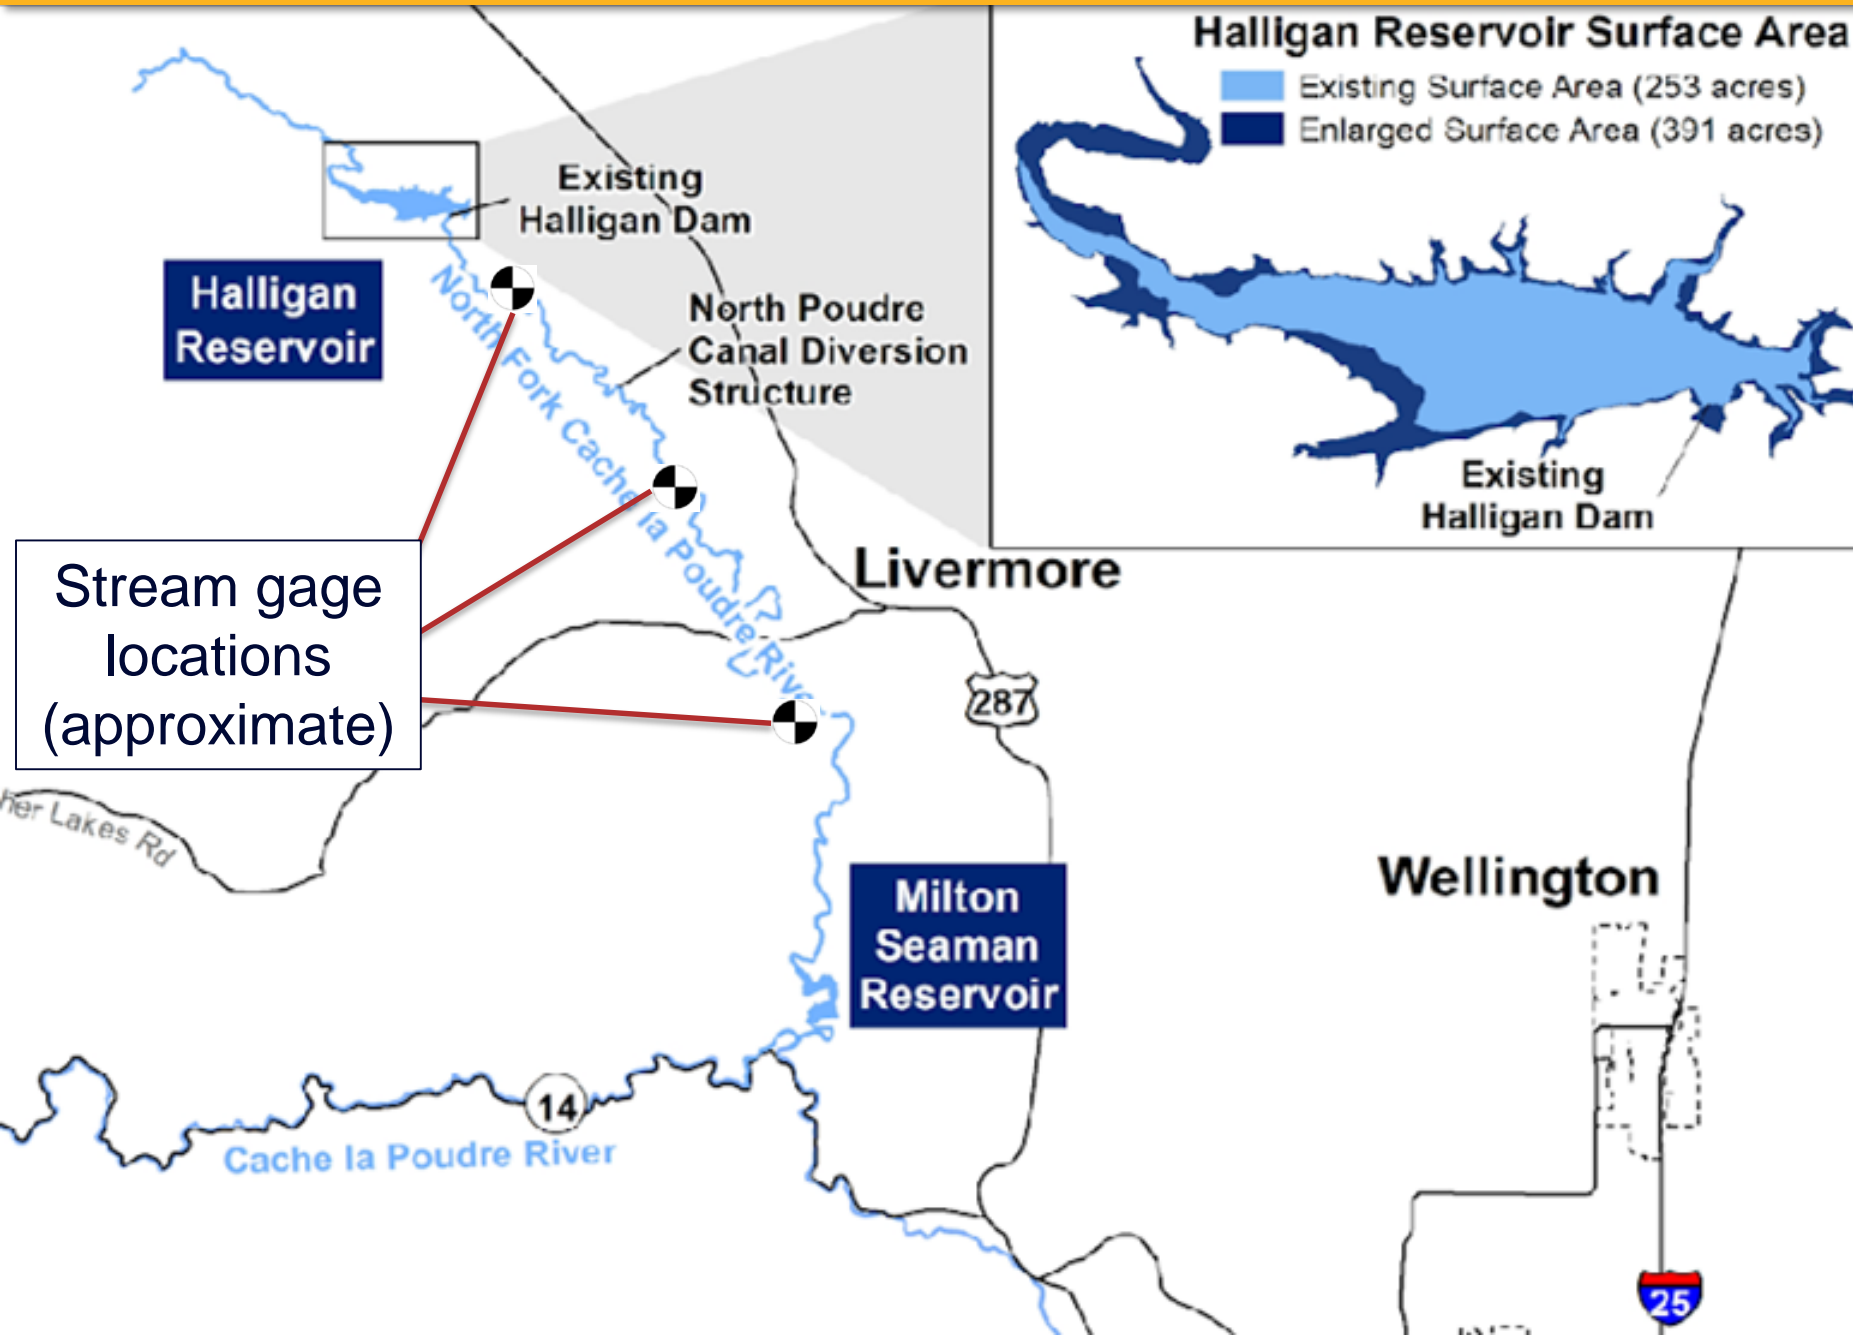 Halligan Reservoir Surface Area
Existing Surface Area (253 acres)
Enlarged Surface Area (391 acres)
Existing
Halligan Dam
Existing
Halligan Dam
Halligan
Reservoir
North Poudre
Canal Diversion
Structure
North Fork Cache la Poudre River
Stream gage
locations
(approximate)
Livermore
287
her Lakes Rd
Milton
Seaman
Reservoir
Wellington
14
Cache la Poudre River
25